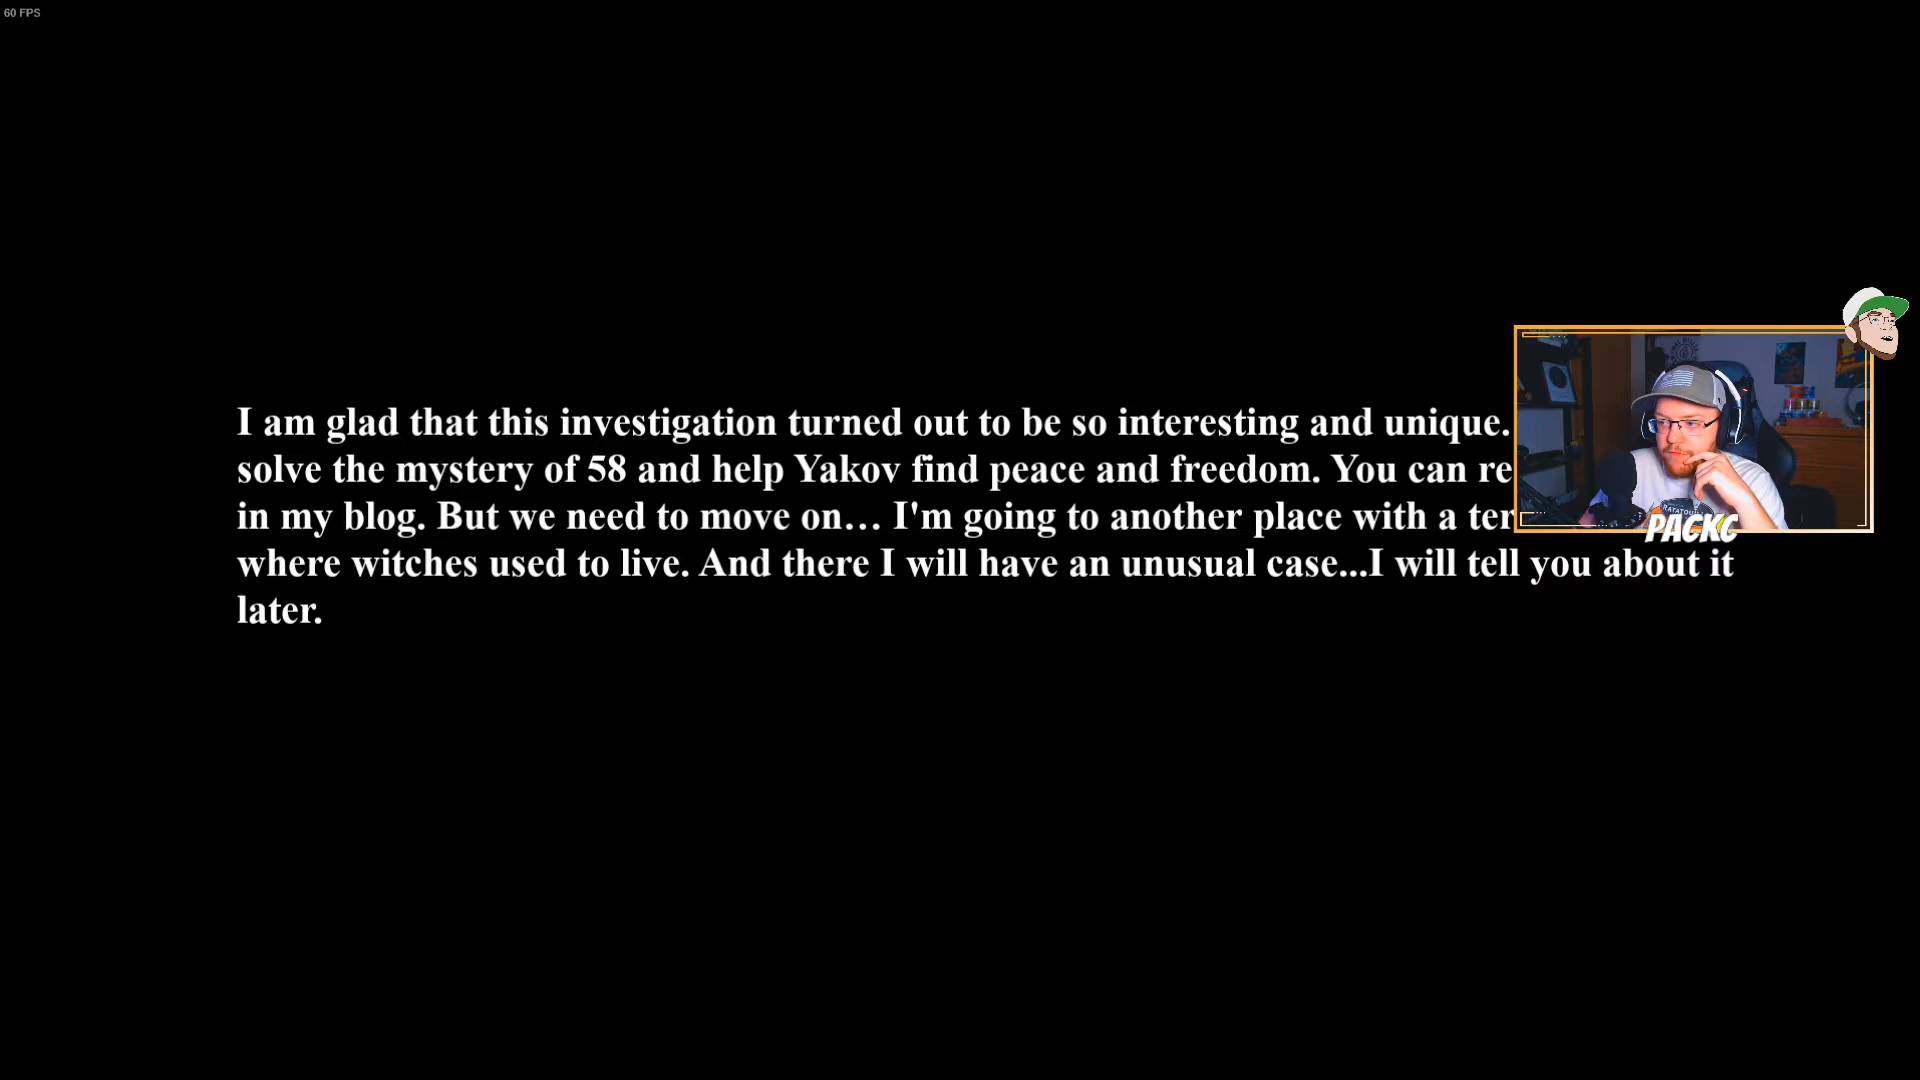 60 FPS
I am glad that this investigation turned out to be so interesting and unique.
solve the mystery of 58 and help Yakov find peace and freedom. You can re
in my blog. But we need to move on… I'm going to another place with a ter
where witches used to live. And there I will have an unusual case...I will tell you about it
later.
PACKC